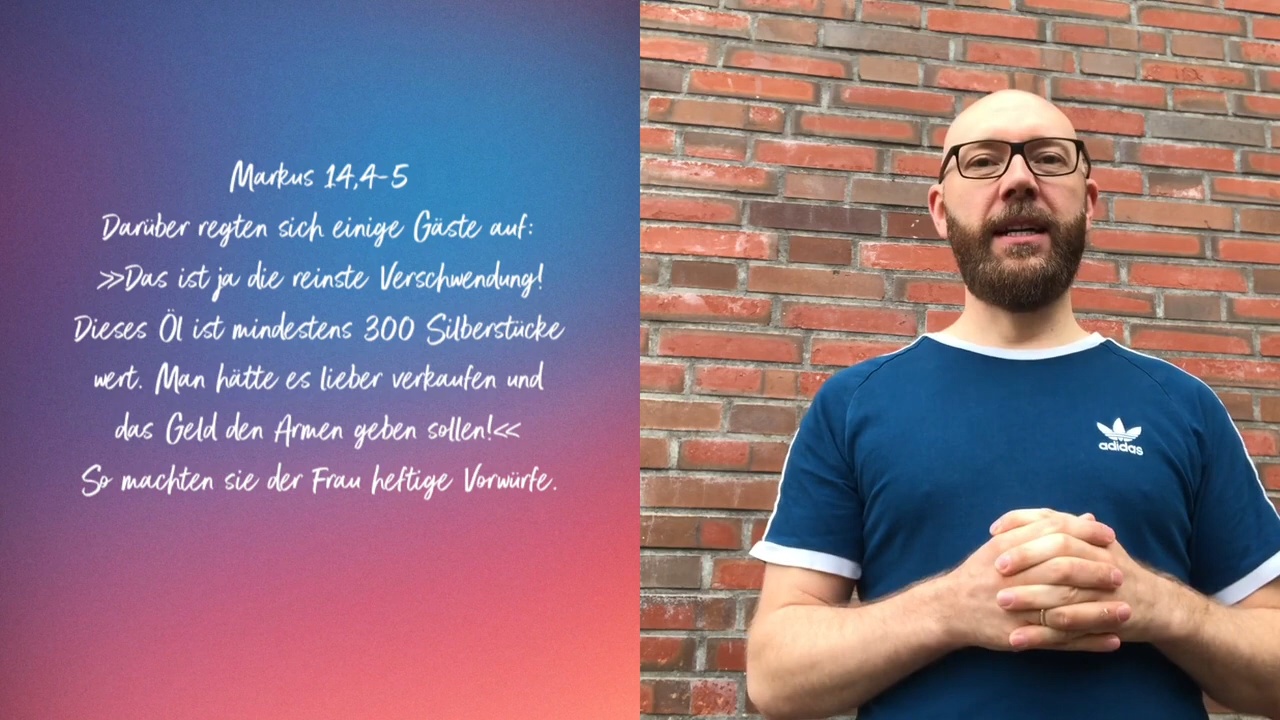 Markus 14,4-5
Darüber regten sich einige Gäste auf:
>>Das ist ja die reinste Verschwendung!
Dieses Öl ist mindestens 300 Silberstücke
wert. Man hätte es lieber verkaufen und
das Geld den Armen geben sollen!<<
So machten sie der Frau heftige Vorwürfe.
adidas